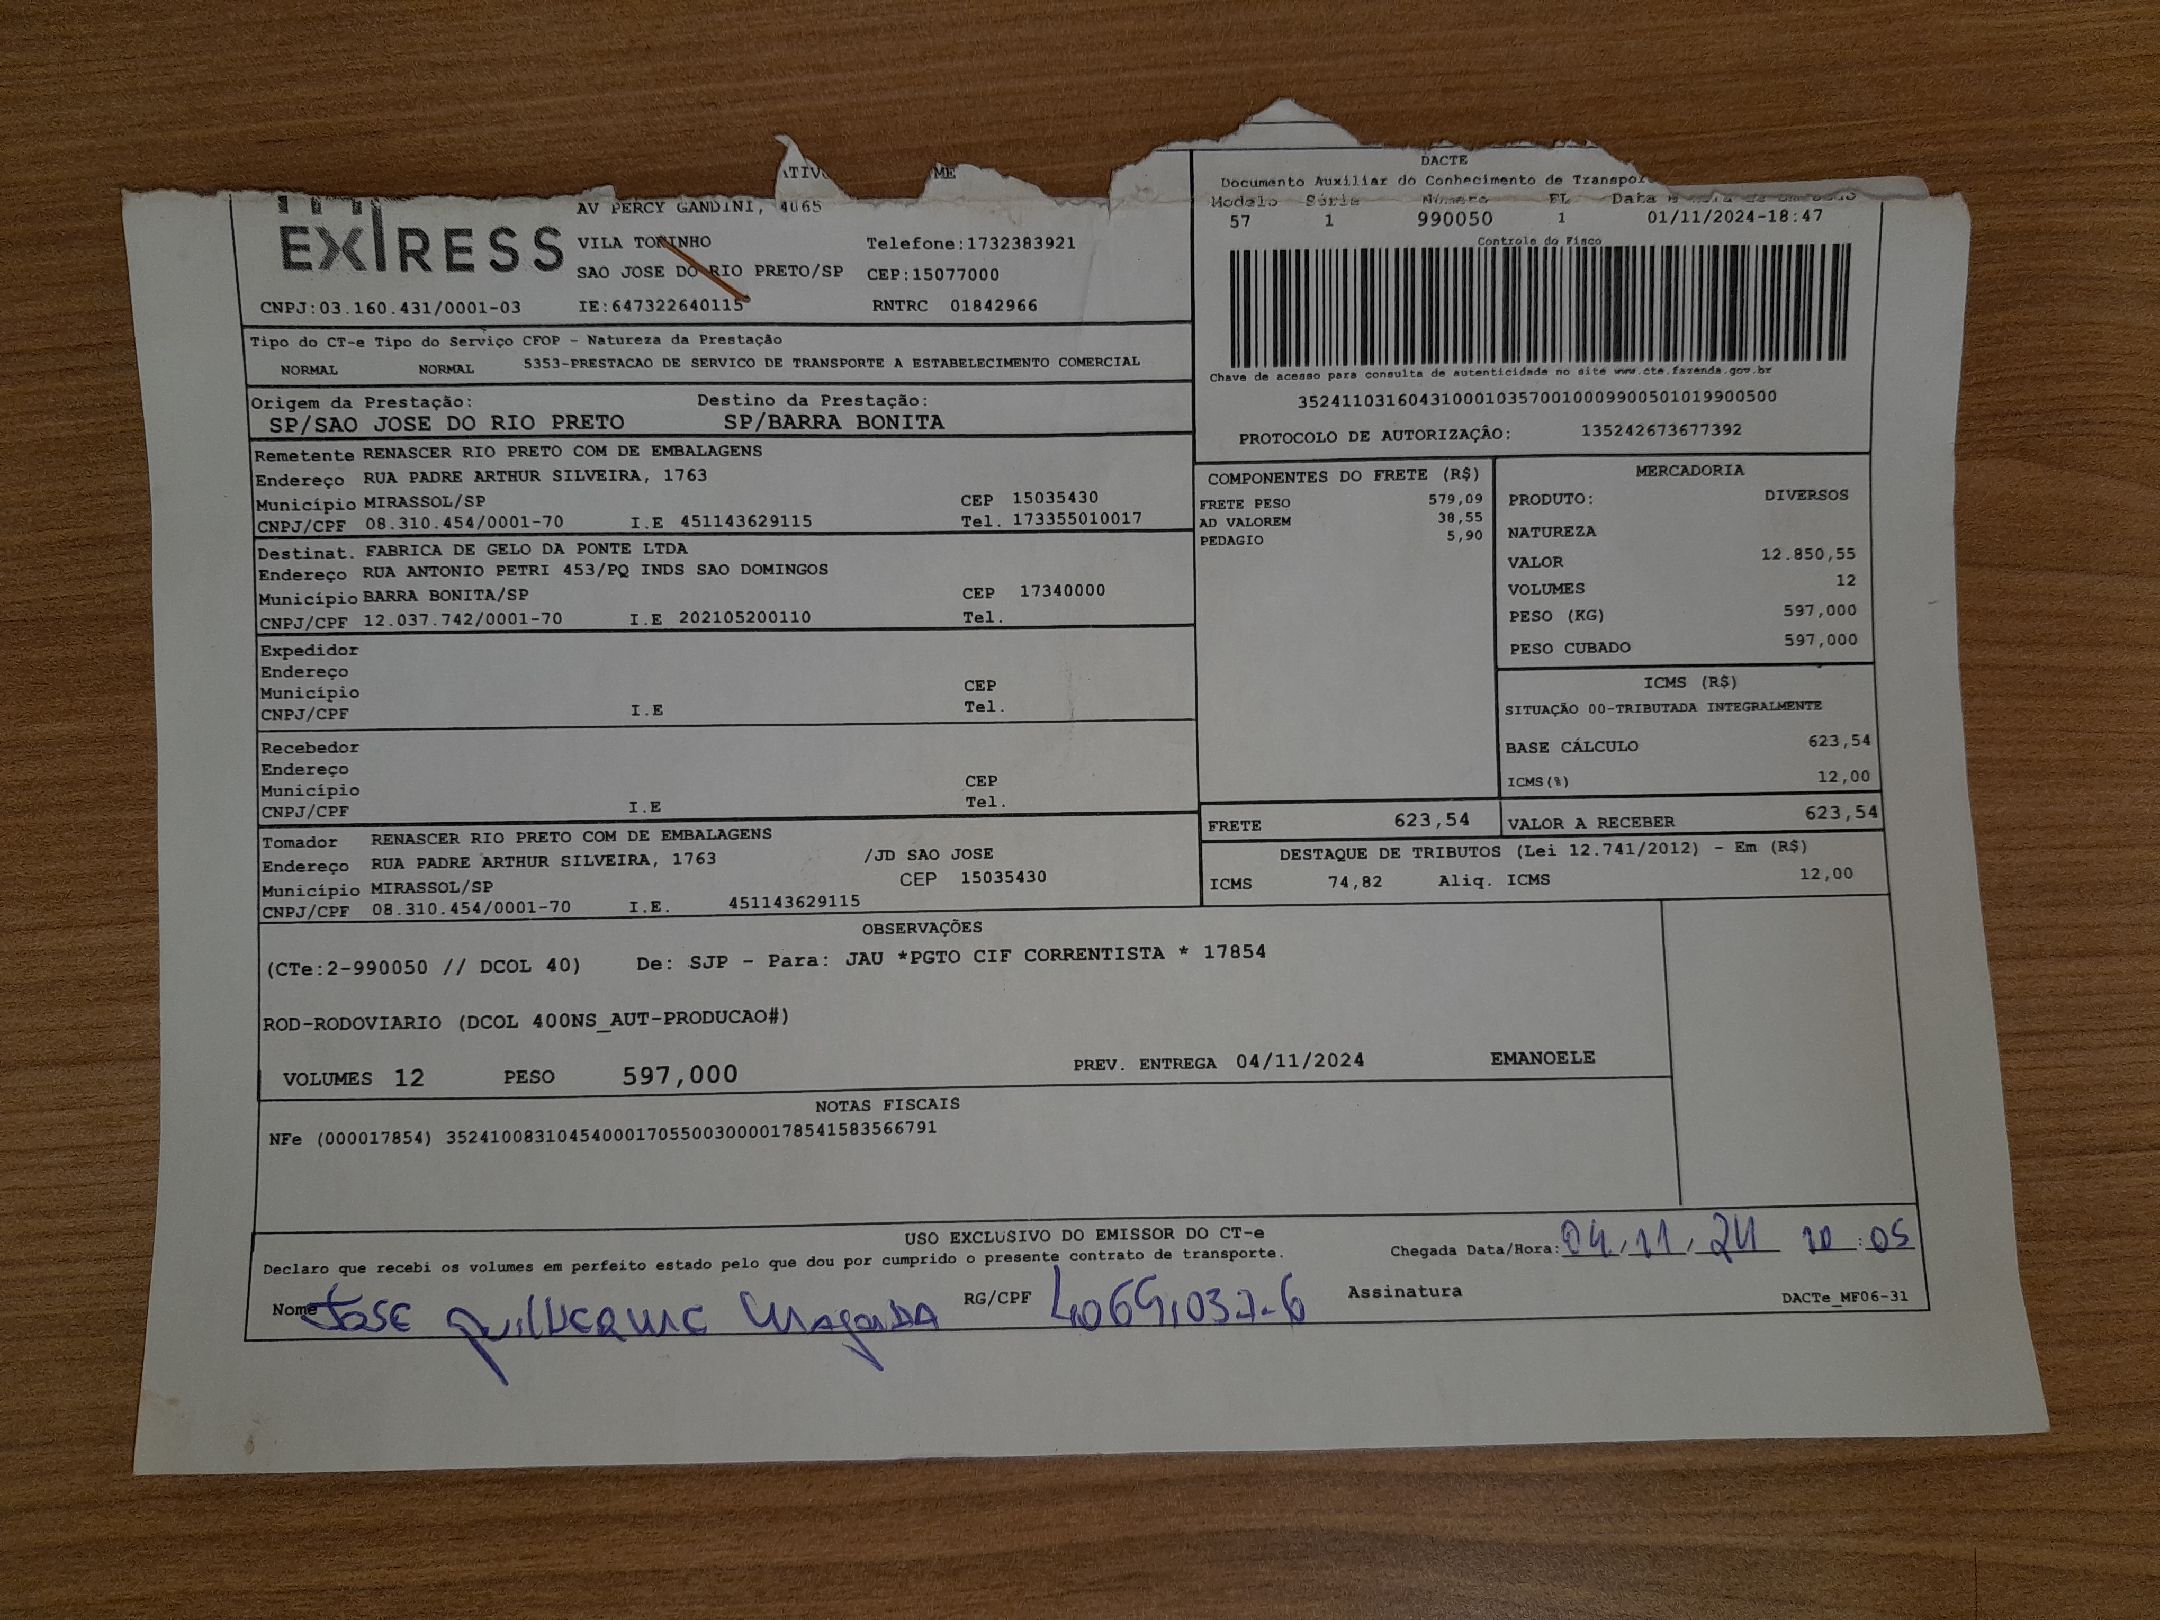 DACTE
Documento Auxiliar do Conhecimento de
Modelo Série Número FL Data
57 1 990050 1 01/11/2024-18:47
Controle do Fisco
EXPRESS
AV PERCY GANDINI, 4065
VILA TONINHO Telefone:1732383921
SAO JOSE DO RIO PRETO/SP CEP:15077000
CNPJ:03.160.431/0001-03 IE:647322640115 RNTRC 01842966
Tipo do CT-e Tipo do Serviço CFOP - Natureza da Prestação
NORMAL NORMAL 5353-PRESTACAO DE SERVICO DE TRANSPORTE A ESTABELECIMENTO COMERCIAL
Chave de acesso para consulta de autenticidade no site www.cte.fazenda.gov.br
35241103160431000103570010009900501019900500
PROTOCOLO DE AUTORIZAÇÂO: 135242673677392
Origem da Prestação: Destino da Prestação:
SP/SAO JOSE DO RIO PRETO SP/BARRA BONITA
Remetente RENASCER RIO PRETO COM DE EMBALAGENS
Endereço RUA PADRE ARTHUR SILVEIRA, 1763
Município MIRASSOL/SP CEP 15035430
CNPJ/CPF 08.310.454/0001-70 I.E 451143629115 Tel. 173355010017
Destinat. FABRICA DE GELO DA PONTE LTDA
Endereço RUA ANTONIO PETRI 453/PQ INDS SAO DOMINGOS
Município BARRA BONITA/SP CEP 17340000
CNPJ/CPF 12.037.742/0001-70 I.E 202105200110 Tel.
Expedidor
Endereço
Município CEP
CNPJ/CPF I.E Tel.
Recebedor
Endereço
Município CEP
CNPJ/CPF I.E Tel.
Tomador RENASCER RIO PRETO COM DE EMBALAGENS
Endereço RUA PADRE ARTHUR SILVEIRA, 1763 /JD SAO JOSE
Município MIRASSOL/SP CEP 15035430
CNPJ/CPF 08.310.454/0001-70 I.E. 451143629115
COMPONENTES DO FRETE (R$)
FRETE PESO 579,09
AD VALOREM 38,55
PEDAGIO 5,90
MERCADORIA
PRODUTO: DIVERSOS
NATUREZA
VALOR 12.850,55
VOLUMES 12
PESO (KG) 597,000
PESO CUBADO 597,000
ICMS (R$)
SITUAÇÃO 00-TRIBUTADA INTEGRALMENTE
BASE CÁLCULO 623,54
ICMS(%) 12,00
FRETE 623,54 VALOR A RECEBER 623,54
DESTAQUE DE TRIBUTOS (Lei 12.741/2012) - Em (R$)
ICMS 74,82 Aliq. ICMS 12,00
OBSERVAÇÕES
(CTe:2-990050 // DCOL 40) De: SJP - Para: JAU *PGTO CIF CORRENTISTA * 17854
ROD-RODOVIARIO (DCOL 400NS_AUT-PRODUCAO#)
VOLUMES 12 PESO 597,000 PREV. ENTREGA 04/11/2024 EMANOELE
NOTAS FISCAIS
NFe (000017854) 35241008310454000170550030000178541583566791
USO EXCLUSIVO DO EMISSOR DO CT-e
Declaro que recebi os volumes em perfeito estado pelo que dou por cumprido o presente contrato de transporte. Chegada Data/Hora: 04.11.24 10:05
Nome Jose guilherme RG/CPF Assinatura DACTe_MF06-31